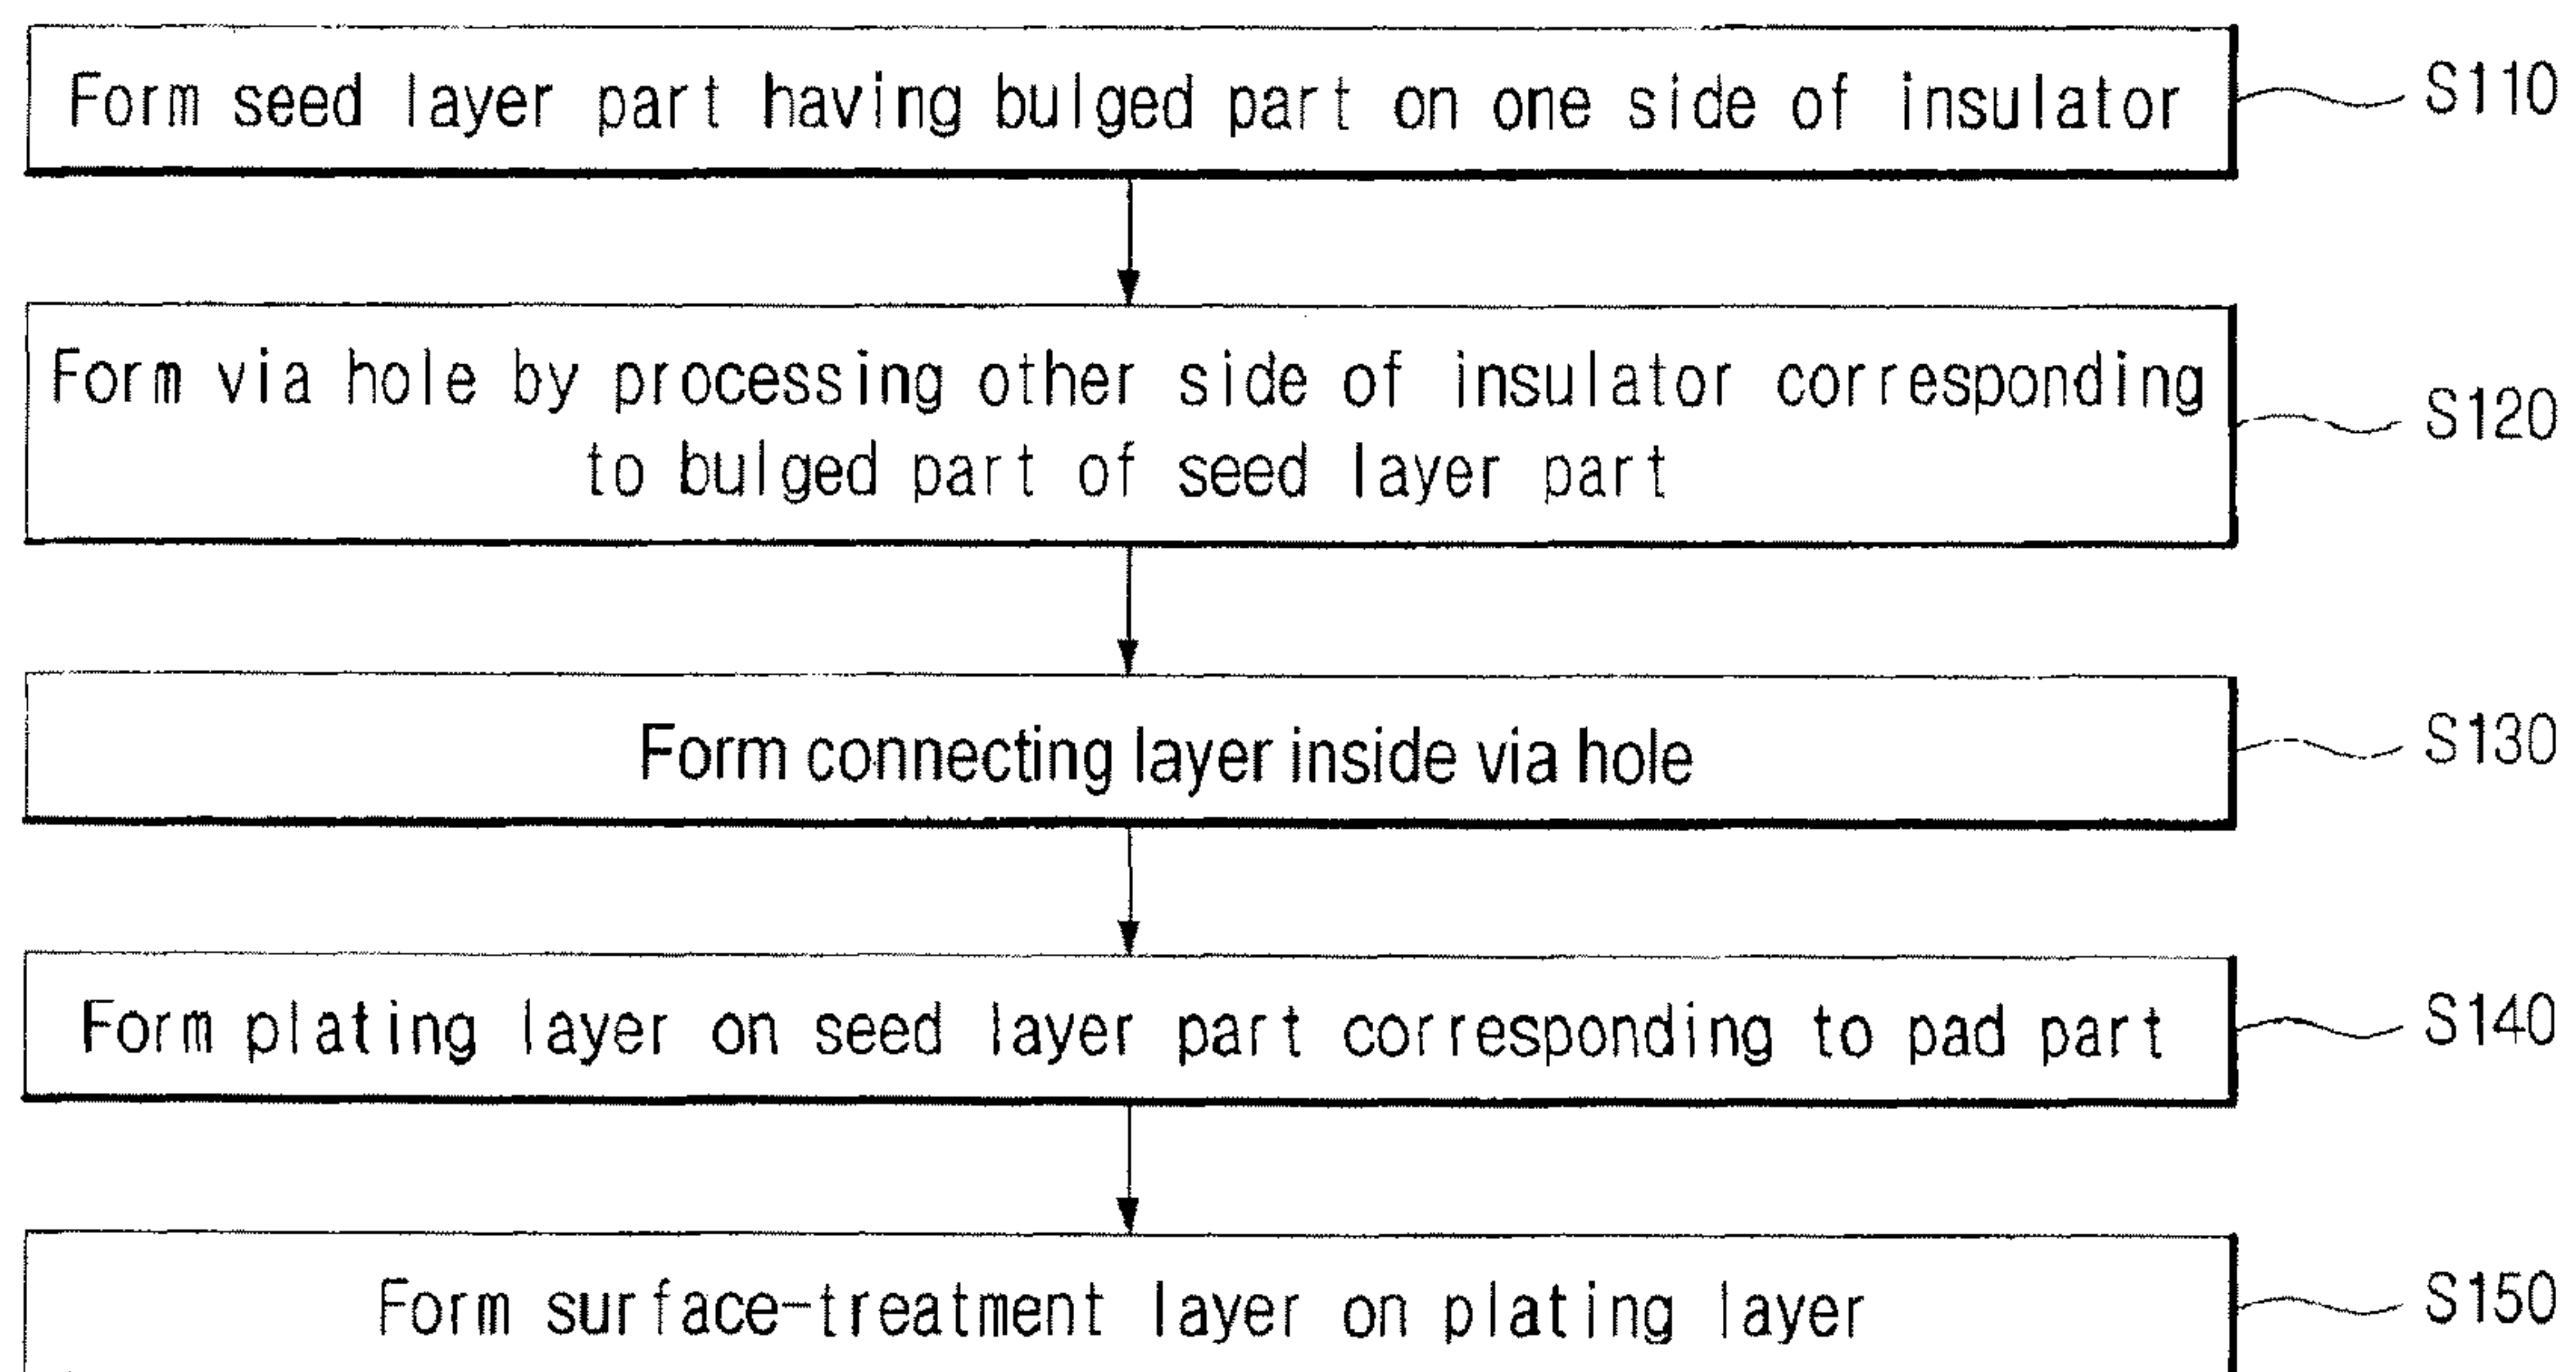 Form seed layer part having bulged part on one side of insulator S110
Form via hole by processing other side of insulator corresponding
to bulged part of seed layer part
S120
Form connecting layer inside via hole S130
Form plating layer on seed layer part corresponding to pad part S140
Form surface-treatment layer on plating layer S150